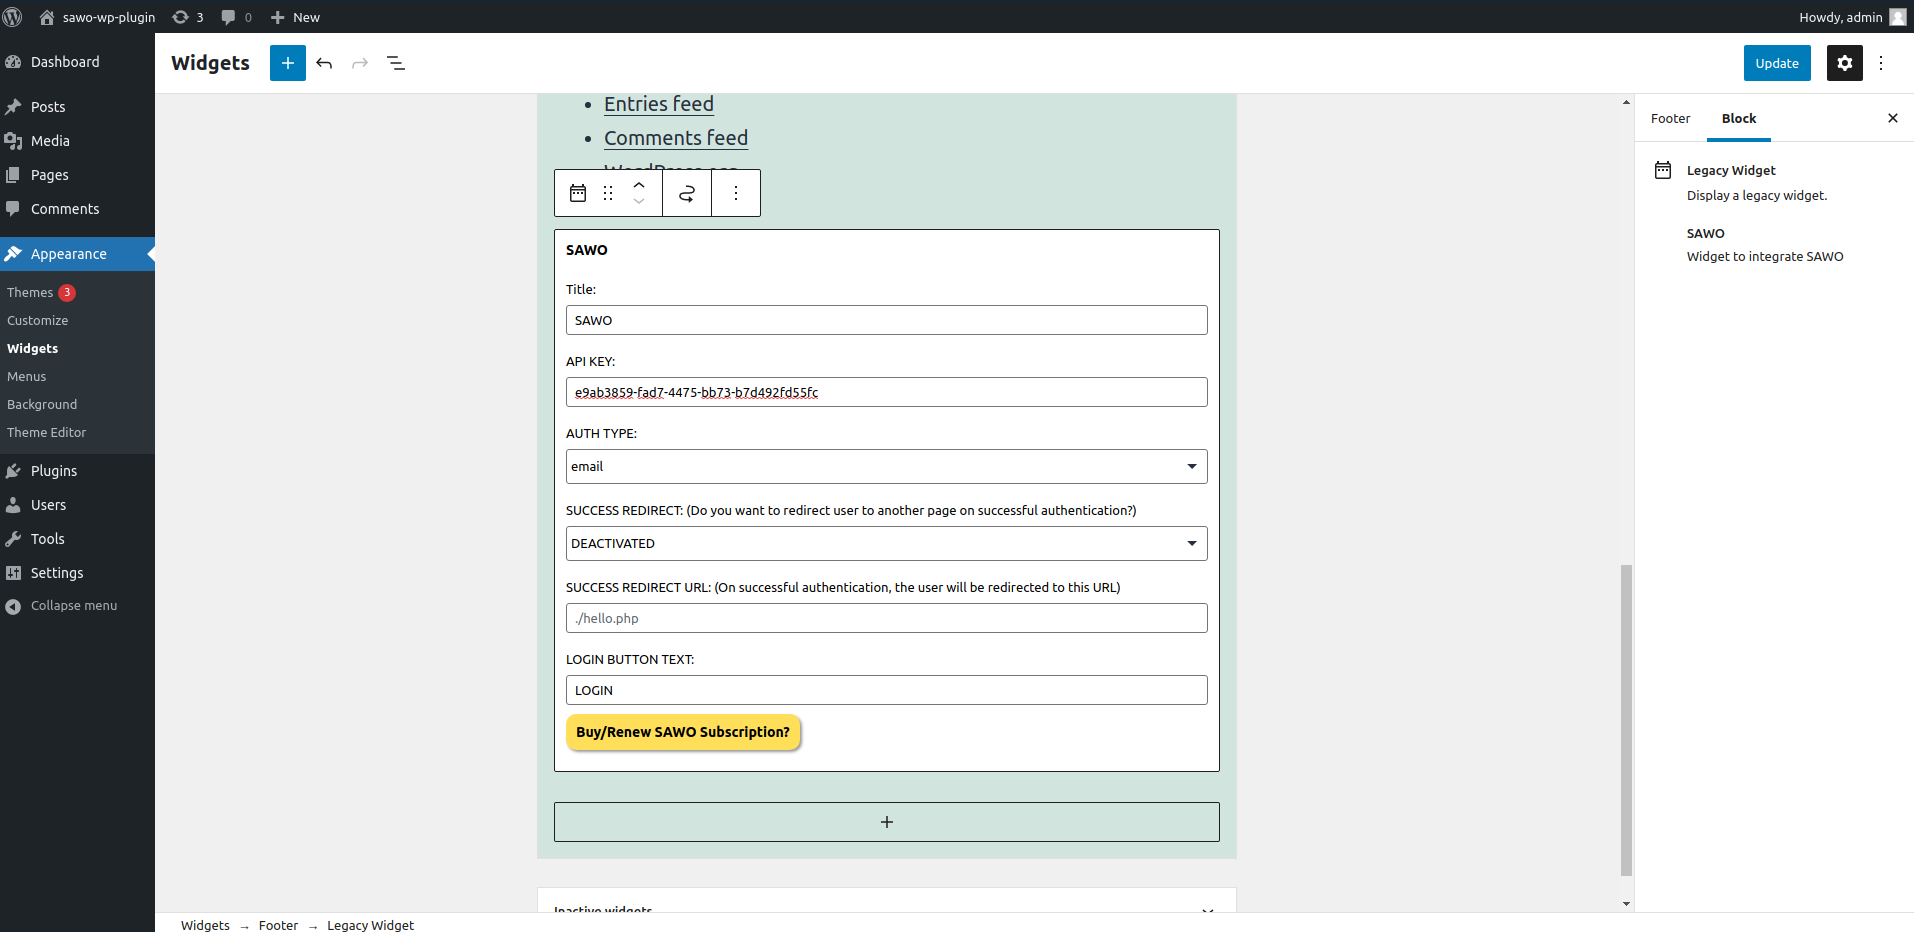 sawo-wp-plugin 3 0 New Howdy, admin
Dashboard
Posts
Media
Pages
Comments
Appearance
Themes 3
Customize
Widgets
Menus
Background
Theme Editor
Plugins
Users
Tools
Settings
Collapse menu
Widgets Update
Entries feed
Comments feed
SAWO
Title:
SAWO
API KEY:
e9ab3859-fad7-4475-bb73-b7d492fd55fc
AUTH TYPE:
email
SUCCESS REDIRECT: (Do you want to redirect user to another page on successful authentication?)
DEACTIVATED
SUCCESS REDIRECT URL: (On successful authentication, the user will be redirected to this URL)
./hello.php
LOGIN BUTTON TEXT:
LOGIN
Buy/Renew SAWO Subscription?
Inactive widgets
Footer Block
Legacy Widget
Display a legacy widget.
SAWO
Widget to integrate SAWO
Widgets → Footer → Legacy Widget